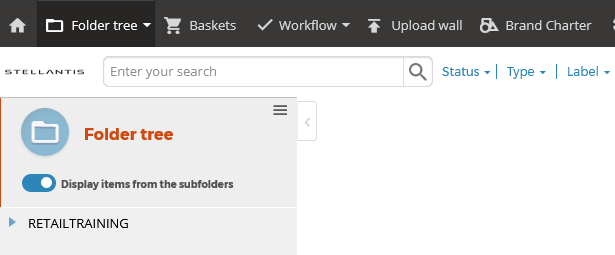 Folder tree Baskets Workflow Upload wall Brand Charter
STELLANTIS Enter your search Status Type Label
Folder tree
Display items from the subfolders
RETAILTRAINING